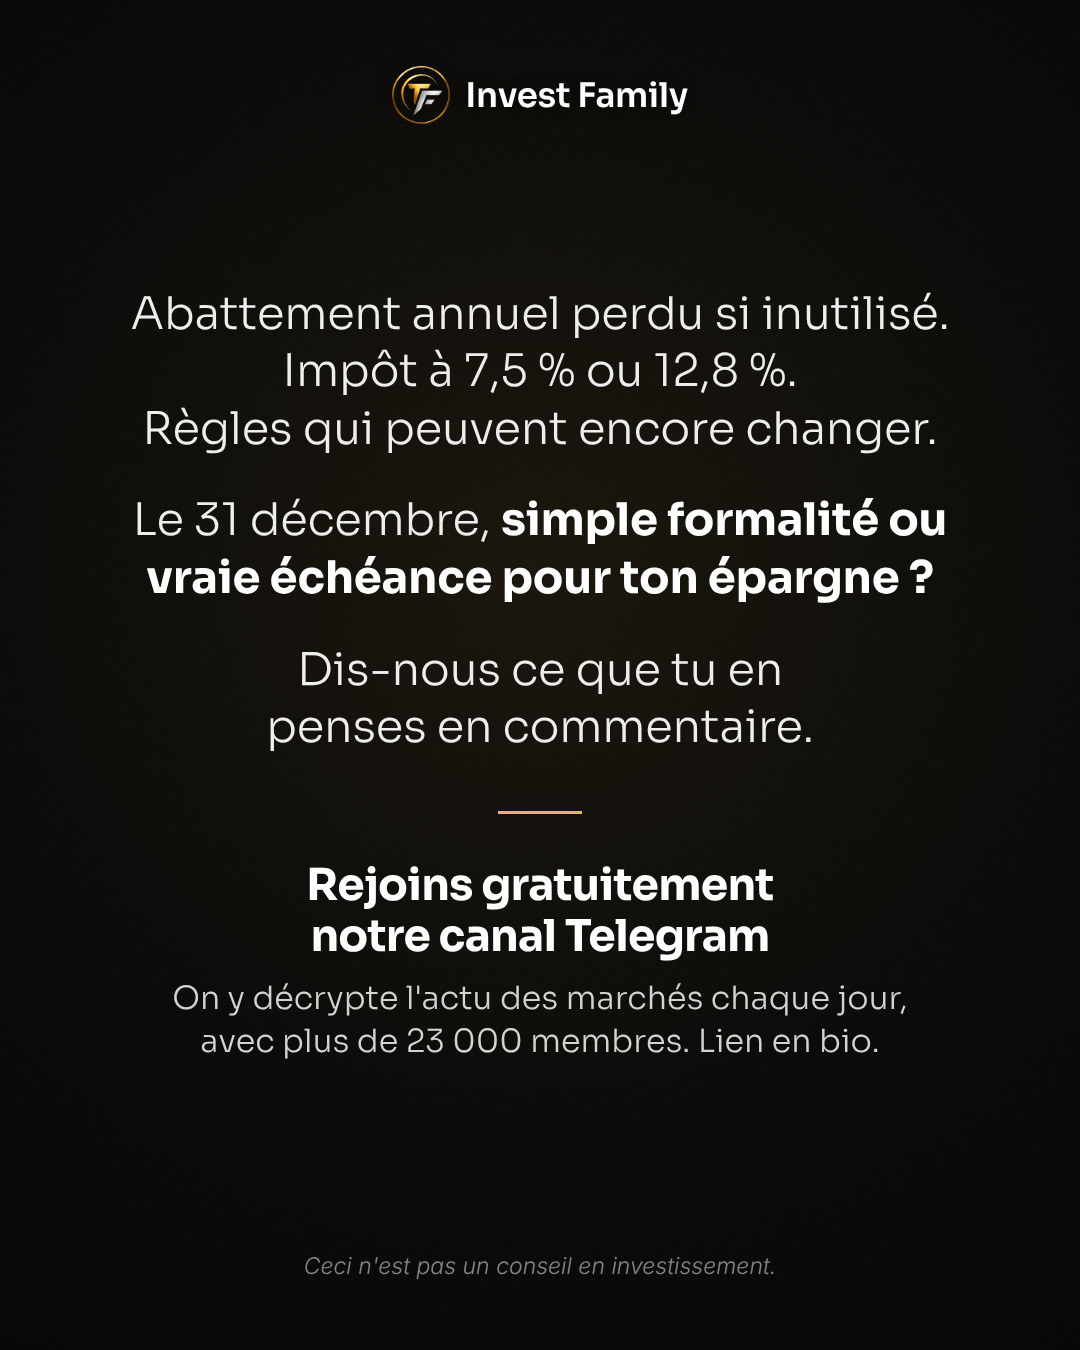 TF
Invest Family
Abattement annuel perdu si inutilisé.
Impôt à 7,5 % ou 12,8 %.
Règles qui peuvent encore changer.
Le 31 décembre, simple formalité ou
vraie échéance pour ton épargne ?
Dis-nous ce que tu en
penses en commentaire.
Rejoins gratuitement
notre canal Telegram
On y décrypte l'actu des marchés chaque jour,
avec plus de 23 000 membres. Lien en bio.
Ceci n'est pas un conseil en investissement.